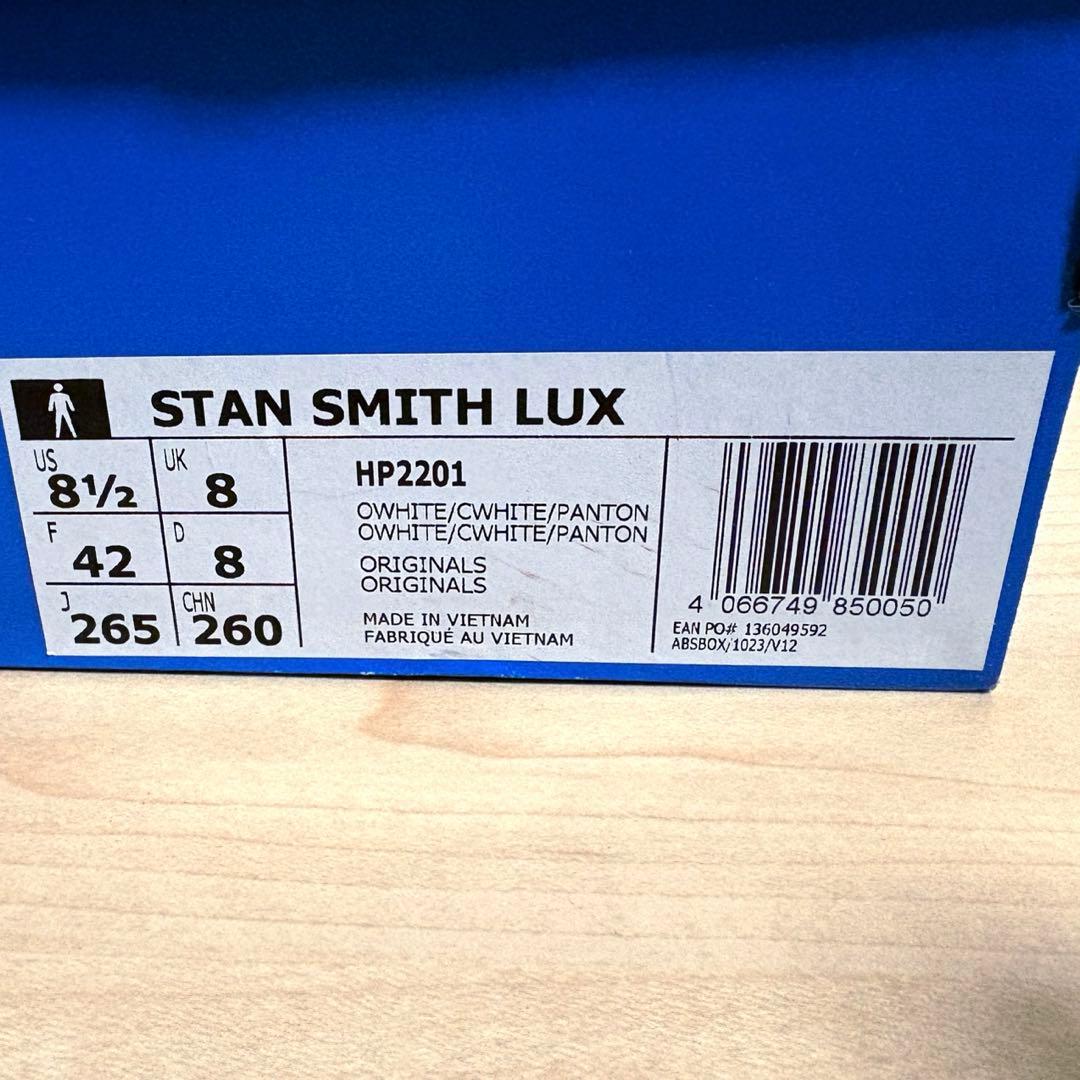 STAN SMITH LUX
US 8½ UK 8
F 42 D 8
J 265 CHN 260
HP2201
OWHITE/CWHITE/PANTON
OWHITE/CWHITE/PANTON
ORIGINALS
ORIGINALS
MADE IN VIETNAM
FABRIQUÉ AU VIETNAM
4 066749 850050
EAN PO# 136049592
ABSBOX/1023/V12